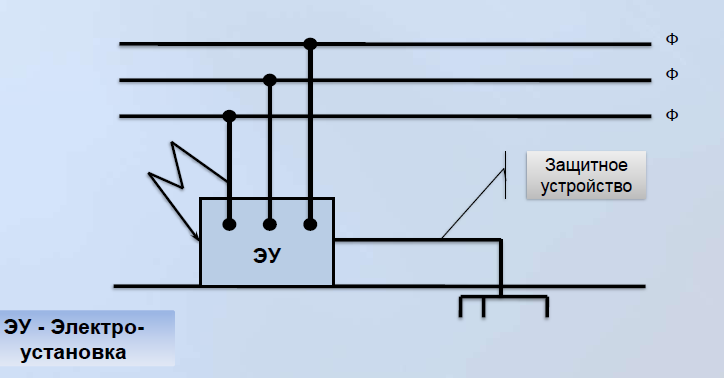 Ф
Ф
Ф
Защитное
устройство
ЭУ
ЭУ - Электро-
установка